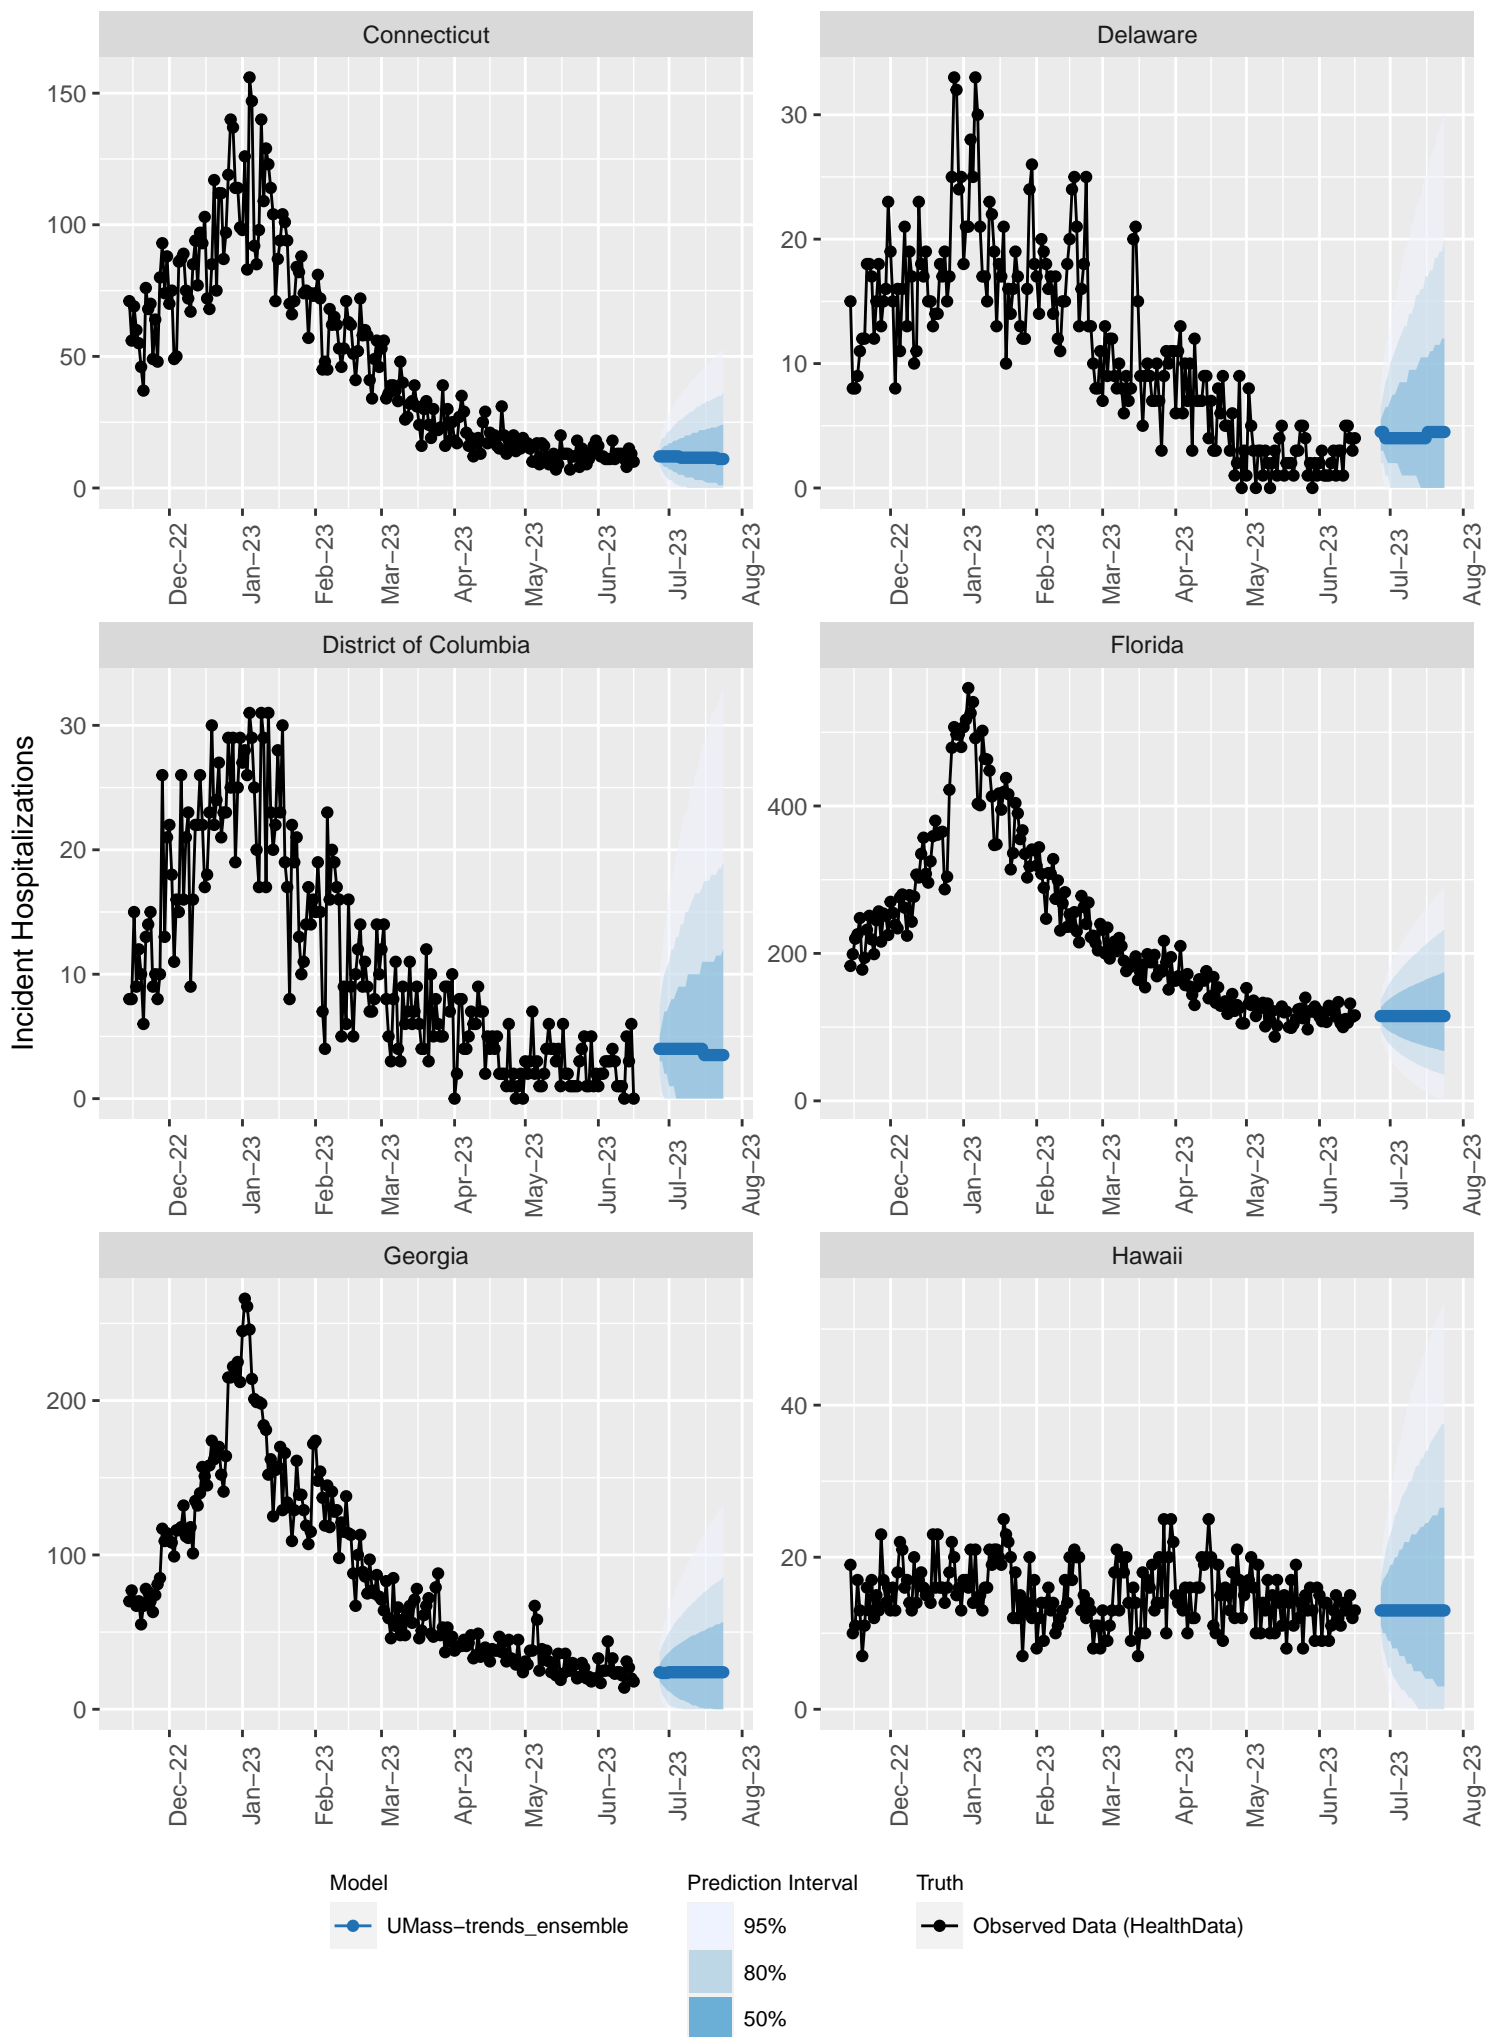 Connecticut
Delaware
150
100
50
0
30
20
10
0
Dec−22
Jan−23
Feb−23
Mar−23
Apr−23
May−23
Jun−23
Jul−23
Aug−23
Dec−22
Jan−23
Feb−23
Mar−23
Apr−23
May−23
Jun−23
Jul−23
Aug−23
District of Columbia
Florida
Incident Hospitalizations
30
20
10
0
400
200
0
Dec−22
Jan−23
Feb−23
Mar−23
Apr−23
May−23
Jun−23
Jul−23
Aug−23
Dec−22
Jan−23
Feb−23
Mar−23
Apr−23
May−23
Jun−23
Jul−23
Aug−23
Georgia
Hawaii
200
100
0
40
20
0
Dec−22
Jan−23
Feb−23
Mar−23
Apr−23
May−23
Jun−23
Jul−23
Aug−23
Dec−22
Jan−23
Feb−23
Mar−23
Apr−23
May−23
Jun−23
Jul−23
Aug−23
Model
UMass−trends_ensemble
Prediction Interval
95%
80%
50%
Truth
Observed Data (HealthData)